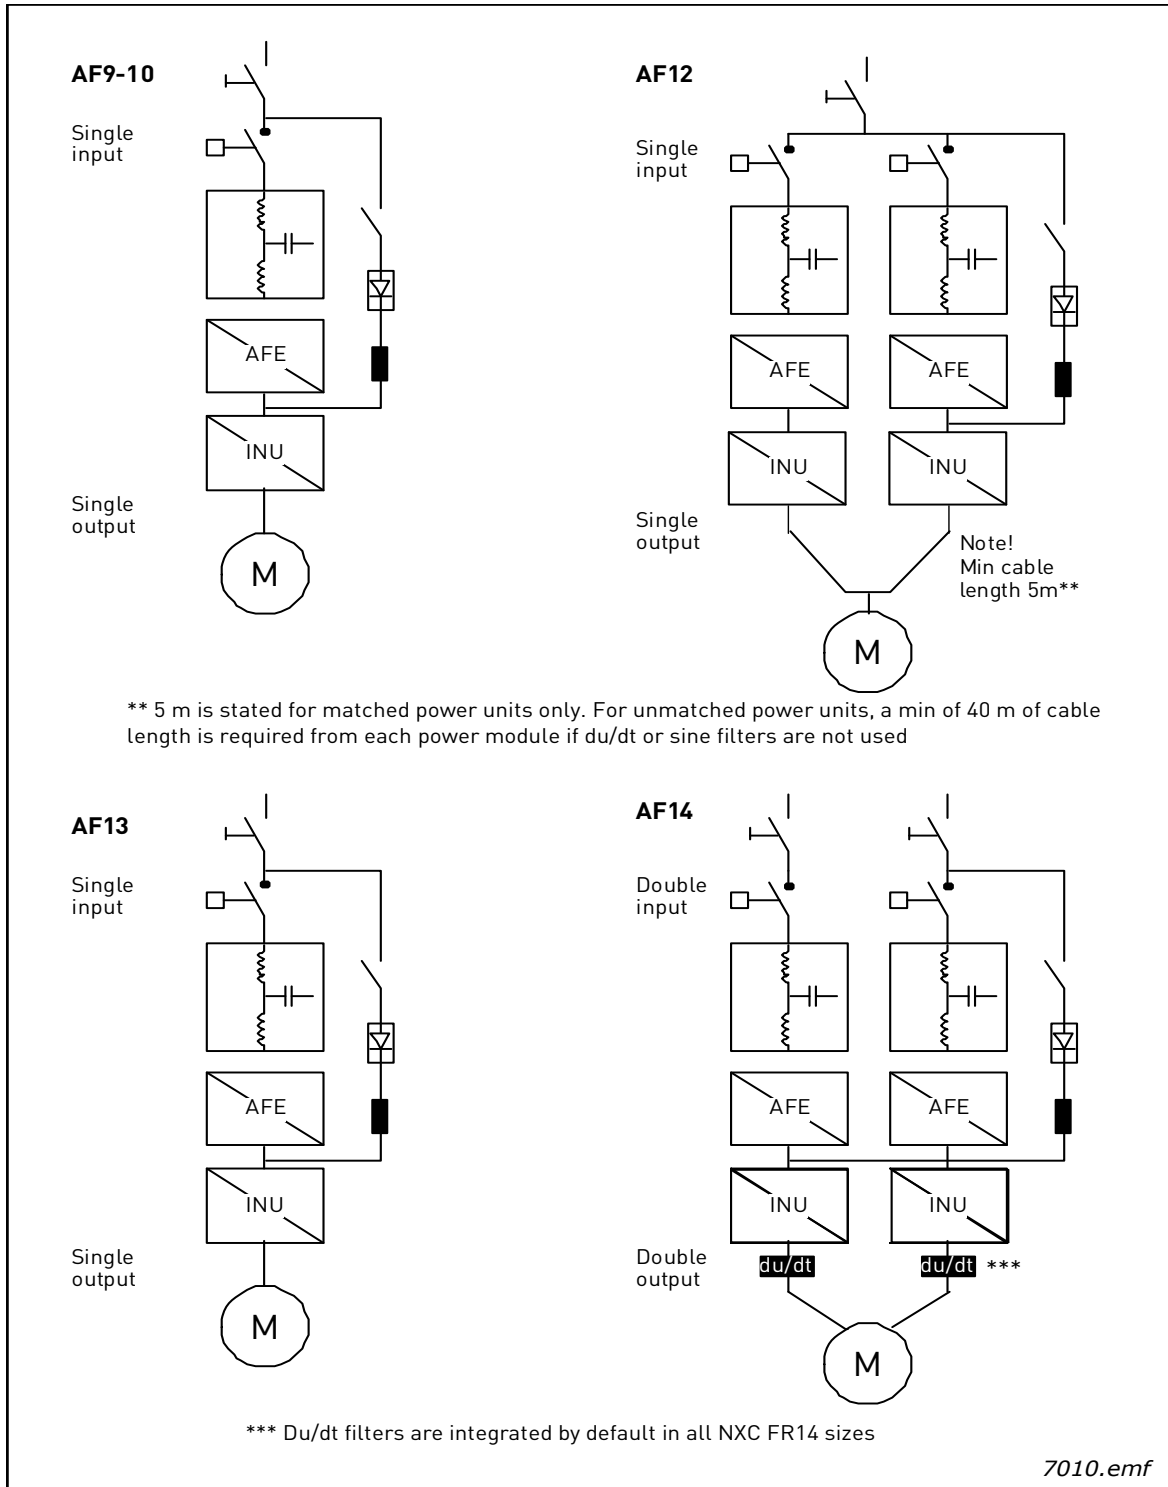 AF9-10
Single
input
AFE
INU
Single
output
M
AF12
Single
input
AFE
AFE
INU
INU
Single
output
Note!
Min cable
length 5m**
M
** 5 m is stated for matched power units only. For unmatched power units, a min of 40 m of cable
length is required from each power module if du/dt or sine filters are not used
AF13
Single
input
AFE
INU
Single
output
M
AF14
Double
input
AFE
AFE
INU
INU
Double
output
du/dt
du/dt ***
M
*** Du/dt filters are integrated by default in all NXC FR14 sizes
7010.emf